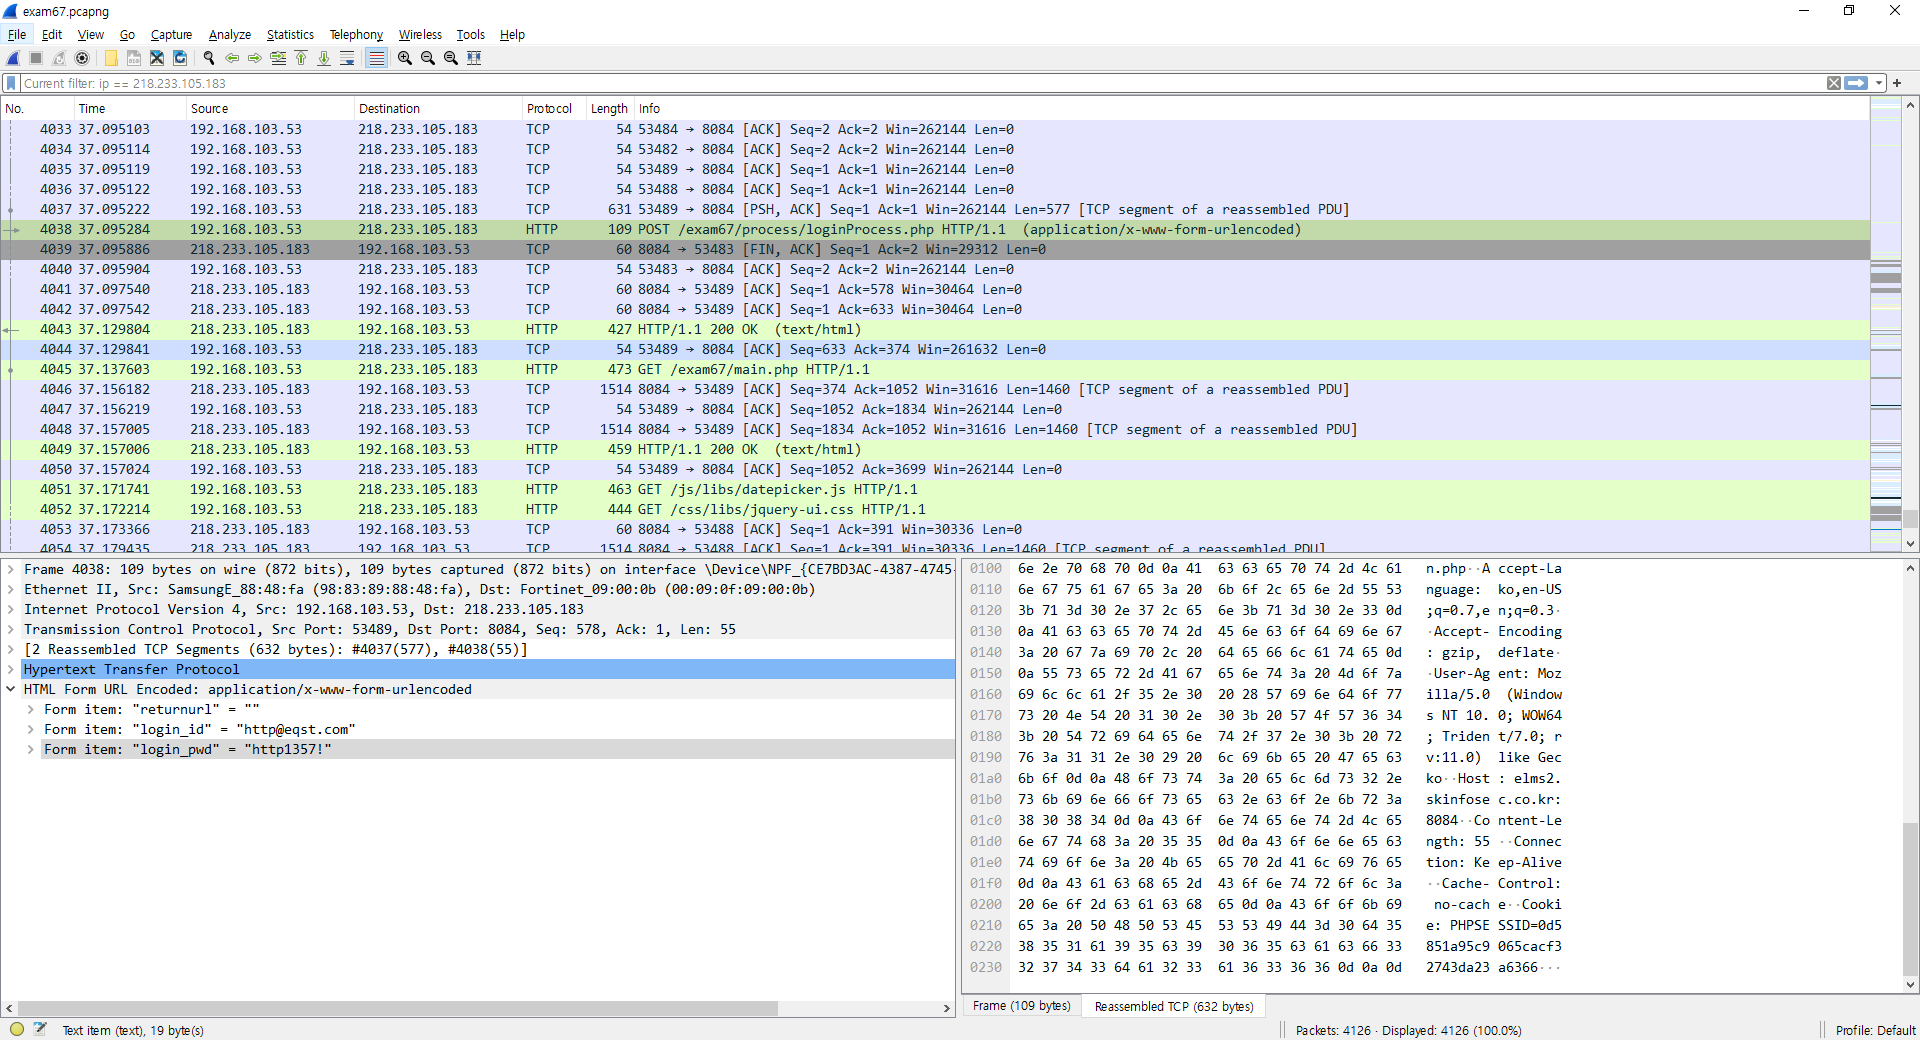 exam67.pcapng
File Edit View Go Capture Analyze Statistics Telephony Wireless Tools Help
Current filter: ip == 218.233.105.183
No. Time Source Destination Protocol Length Info
4033 37.095103 192.168.103.53 218.233.105.183 TCP 54 53484 → 8084 [ACK] Seq=2 Ack=2 Win=262144 Len=0
4034 37.095114 192.168.103.53 218.233.105.183 TCP 54 53482 → 8084 [ACK] Seq=2 Ack=2 Win=262144 Len=0
4035 37.095119 192.168.103.53 218.233.105.183 TCP 54 53489 → 8084 [ACK] Seq=1 Ack=1 Win=262144 Len=0
4036 37.095122 192.168.103.53 218.233.105.183 TCP 54 53488 → 8084 [ACK] Seq=1 Ack=1 Win=262144 Len=0
4037 37.095222 192.168.103.53 218.233.105.183 TCP 631 53489 → 8084 [PSH, ACK] Seq=1 Ack=1 Win=262144 Len=577 [TCP segment of a reassembled PDU]
4038 37.095284 192.168.103.53 218.233.105.183 HTTP 109 POST /exam67/process/loginProcess.php HTTP/1.1  (application/x-www-form-urlencoded)
4039 37.095886 218.233.105.183 192.168.103.53 TCP 60 8084 → 53483 [FIN, ACK] Seq=1 Ack=2 Win=29312 Len=0
4040 37.095904 192.168.103.53 218.233.105.183 TCP 54 53483 → 8084 [ACK] Seq=2 Ack=2 Win=262144 Len=0
4041 37.097540 218.233.105.183 192.168.103.53 TCP 60 8084 → 53489 [ACK] Seq=1 Ack=578 Win=30464 Len=0
4042 37.097542 218.233.105.183 192.168.103.53 TCP 60 8084 → 53489 [ACK] Seq=1 Ack=633 Win=30464 Len=0
4043 37.129804 218.233.105.183 192.168.103.53 HTTP 427 HTTP/1.1 200 OK  (text/html)
4044 37.129841 192.168.103.53 218.233.105.183 TCP 54 53489 → 8084 [ACK] Seq=633 Ack=374 Win=261632 Len=0
4045 37.137603 192.168.103.53 218.233.105.183 HTTP 473 GET /exam67/main.php HTTP/1.1
4046 37.156182 218.233.105.183 192.168.103.53 TCP 1514 8084 → 53489 [ACK] Seq=374 Ack=1052 Win=31616 Len=1460 [TCP segment of a reassembled PDU]
4047 37.156219 192.168.103.53 218.233.105.183 TCP 54 53489 → 8084 [ACK] Seq=1052 Ack=1834 Win=262144 Len=0
4048 37.157005 218.233.105.183 192.168.103.53 TCP 1514 8084 → 53489 [ACK] Seq=1834 Ack=1052 Win=31616 Len=1460 [TCP segment of a reassembled PDU]
4049 37.157006 218.233.105.183 192.168.103.53 HTTP 459 HTTP/1.1 200 OK  (text/html)
4050 37.157024 192.168.103.53 218.233.105.183 TCP 54 53489 → 8084 [ACK] Seq=1052 Ack=3699 Win=262144 Len=0
4051 37.171741 192.168.103.53 218.233.105.183 HTTP 463 GET /js/libs/datepicker.js HTTP/1.1
4052 37.172214 192.168.103.53 218.233.105.183 HTTP 444 GET /css/libs/jquery-ui.css HTTP/1.1
4053 37.173366 218.233.105.183 192.168.103.53 TCP 60 8084 → 53488 [ACK] Seq=1 Ack=391 Win=30336 Len=0
4054 37.179435 218.233.105.183 192.168.103.53 TCP 1514 8084 → 53488 [ACK] Seq=1 Ack=391 Win=30336 Len=1460 [TCP segment of a reassembled PDU]
Frame 4038: 109 bytes on wire (872 bits), 109 bytes captured (872 bits) on interface \Device\NPF_{CE7BD3AC-4387-4745-
Ethernet II, Src: SamsungE_88:48:fa (98:83:89:88:48:fa), Dst: Fortinet_09:00:0b (00:09:0f:09:00:0b)
Internet Protocol Version 4, Src: 192.168.103.53, Dst: 218.233.105.183
Transmission Control Protocol, Src Port: 53489, Dst Port: 8084, Seq: 578, Ack: 1, Len: 55
[2 Reassembled TCP Segments (632 bytes): #4037(577), #4038(55)]
Hypertext Transfer Protocol
HTML Form URL Encoded: application/x-www-form-urlencoded
Form item: "returnurl" = ""
Form item: "login_id" = "http@eqst.com"
Form item: "login_pwd" = "http1357!"
0100 6e 2e 70 68 70 0d 0a 41 63 63 65 70 74 2d 4c 61 n.php··A ccept-La
0110 6e 67 75 61 67 65 3a 20 6b 6f 2c 65 6e 2d 55 53 nguage: ko,en-US
0120 3b 71 3d 30 2e 37 2c 65 6e 3b 71 3d 30 2e 33 0d ;q=0.7,e n;q=0.3·
0130 0a 41 63 63 65 70 74 2d 45 6e 63 6f 64 69 6e 67 ·Accept- Encoding
0140 3a 20 67 7a 69 70 2c 20 64 65 66 6c 61 74 65 0d : gzip, deflate·
0150 0a 55 73 65 72 2d 41 67 65 6e 74 3a 20 4d 6f 7a ·User-Ag ent: Moz
0160 69 6c 6c 61 2f 35 2e 30 20 28 57 69 6e 64 6f 77 illa/5.0 (Window
0170 73 20 4e 54 20 31 30 2e 30 3b 20 57 4f 57 36 34 s NT 10. 0; WOW64
0180 3b 20 54 72 69 64 65 6e 74 2f 37 2e 30 3b 20 72 ; Triden t/7.0; r
0190 76 3a 31 31 2e 30 29 20 6c 69 6b 65 20 47 65 63 v:11.0) like Gec
01a0 6b 6f 0d 0a 48 6f 73 74 3a 20 65 6c 6d 73 32 2e ko··Host : elms2.
01b0 73 6b 69 6e 66 6f 73 65 63 2e 63 6f 2e 6b 72 3a skinfose c.co.kr:
01c0 38 30 38 34 0d 0a 43 6f 6e 74 65 6e 74 2d 4c 65 8084··Co ntent-Le
01d0 6e 67 74 68 3a 20 35 35 0d 0a 43 6f 6e 6e 65 63 ngth: 55 ··Connec
01e0 74 69 6f 6e 3a 20 4b 65 65 70 2d 41 6c 69 76 65 tion: Ke ep-Alive
01f0 0d 0a 43 61 63 68 65 2d 43 6f 6e 74 72 6f 6c 3a ··Cache- Control:
0200 20 6e 6f 2d 63 61 63 68 65 0d 0a 43 6f 6f 6b 69 no-cach e··Cooki
0210 65 3a 20 50 48 50 53 45 53 53 49 44 3d 30 64 35 e: PHPSE SSID=0d5
0220 38 35 31 61 39 35 63 39 30 36 35 63 61 63 66 33 851a95c9 065cacf3
0230 32 37 34 33 64 61 32 33 61 36 33 36 36 0d 0a 0d 2743da23 a6366···
Frame (109 bytes) Reassembled TCP (632 bytes)
Text item (text), 19 byte(s) Packets: 4126 · Displayed: 4126 (100.0%) Profile: Default